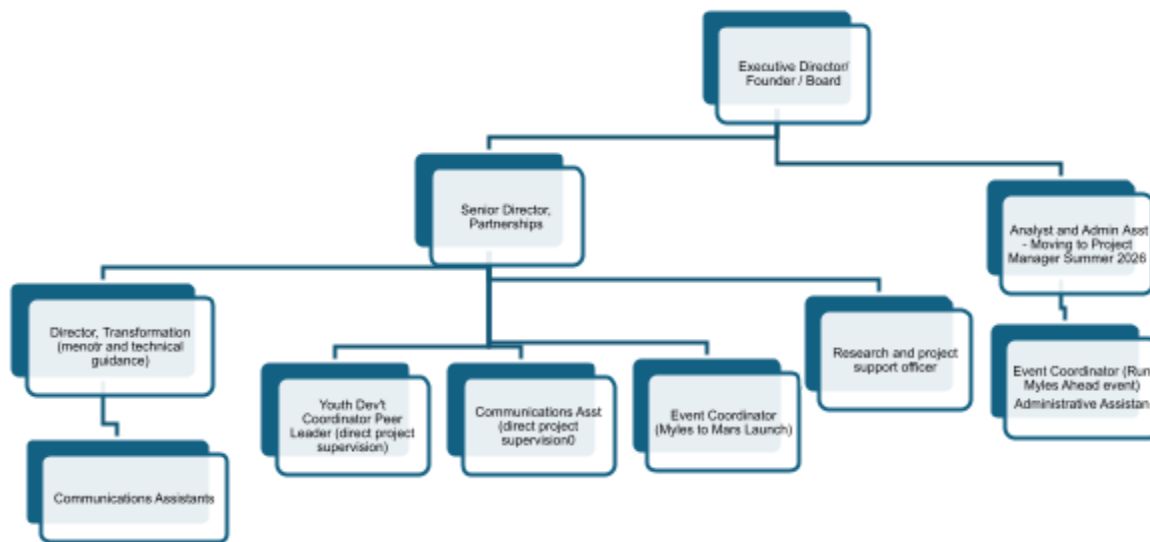 Executive Director/
Founder / Board
Senior Director,
Partnerships
Analyst and Admin Asst
- Moving to Project
Manager Summer 2026
Director, Transformation
(menotr and technical
guidance)
Youth Dev't
Coordinator Peer
Leader (direct project
supervision)
Communications Asst
(direct project
supervision0
Event Coordinator
(Myles to Mars Launch)
Research and project
support officer
Event Coordinator (Run
Myles Ahead event)
Administrative Assistan
Communications Assistants